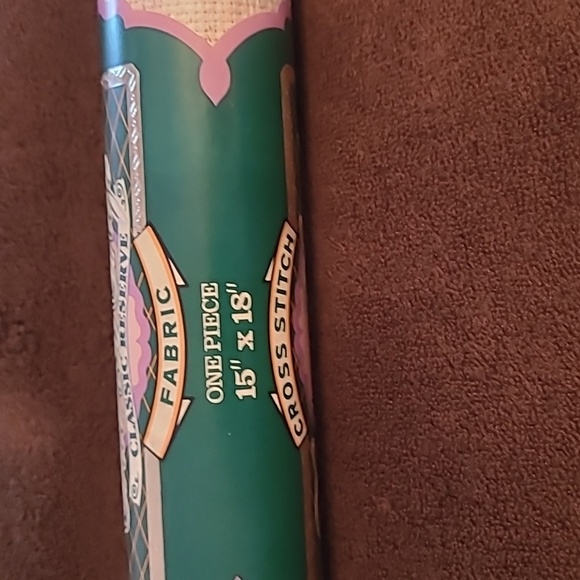 CLASSIC RESERVE
FABRIC
ONE PIECE
15" x 18"
CROSS STITCH